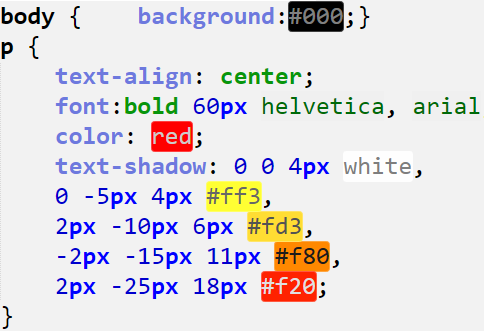 body {    background:#000;}
p {
    text-align: center;
    font:bold 60px helvetica, arial
    color: red;
    text-shadow: 0 0 4px white,
    0 -5px 4px #ff3,
    2px -10px 6px #fd3,
    -2px -15px 11px #f80,
    2px -25px 18px #f20;
}